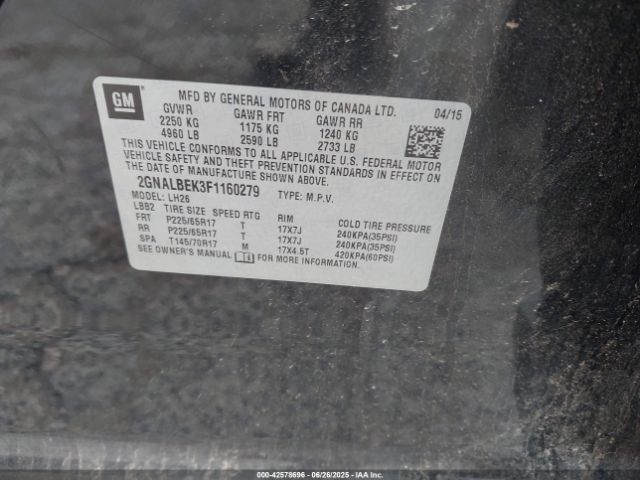 GM
MFD BY GENERAL MOTORS OF CANADA LTD. 04/15
GVWR GAWR FRT GAWR RR
2250 KG 1175 KG 1240 KG
4960 LB 2590 LB 2733 LB
THIS VEHICLE CONFORMS TO ALL APPLICABLE U.S. FEDERAL MOTOR
VEHICLE SAFETY AND THEFT PREVENTION STANDARDS IN EFFECT ON
THE DATE OF MANUFACTURE SHOWN ABOVE.
2GNALBEK3F1160279 TYPE: M.P.V.
MODEL: LH26
LBB2 TIRE SIZE SPEED RTG RIM COLD TIRE PRESSURE
FRT P225/65R17 T 17X7J 240KPA(35PSI)
RR P225/65R17 T 17X7J 240KPA(35PSI)
SPA T145/70R17 M 17X4.5T 420KPA(60PSI)
SEE OWNER'S MANUAL FOR MORE INFORMATION.
000-42578696 06/26/2025 IAAI.COM